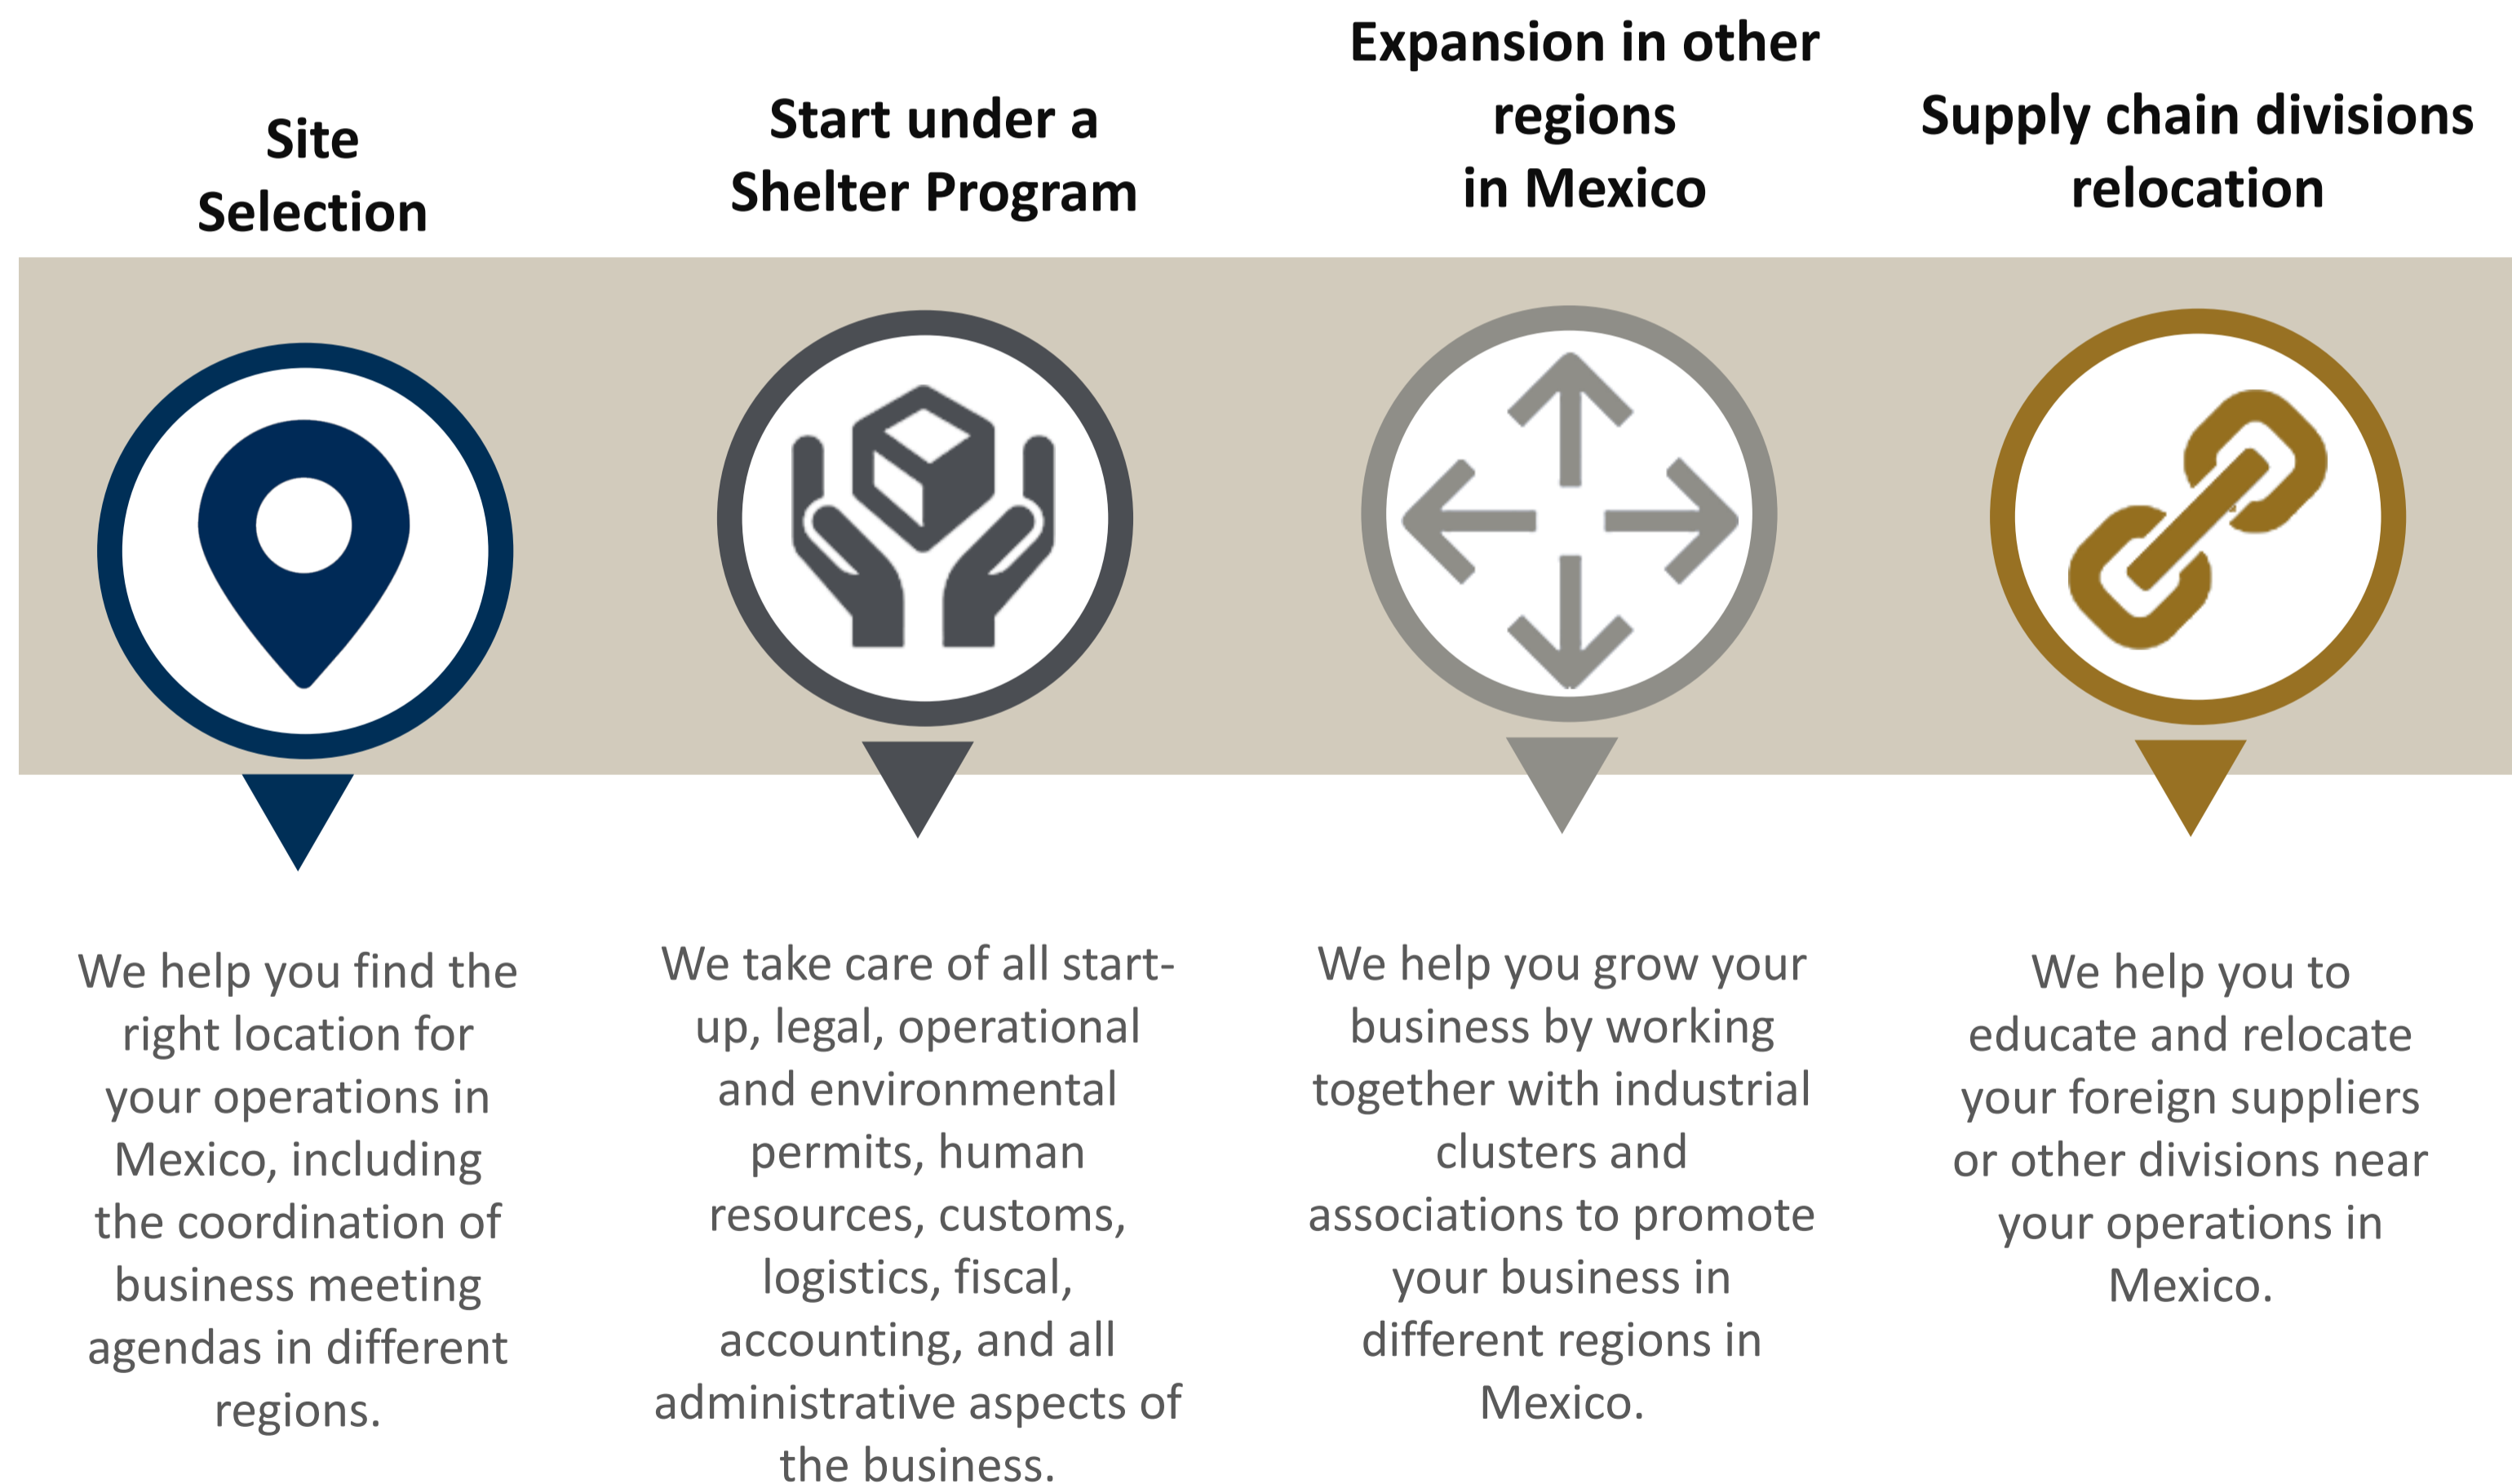 Site
Selection
Start under a
Shelter Program
Expansion in other
regions
in Mexico
Supply chain divisions
relocation
We help you find the
right location for
your operations in
Mexico, including
the coordination of
business meeting
agendas in different
regions.
We take care of all start-
up, legal, operational
and environmental
permits, human
resources, customs,
logistics, fiscal,
accounting, and all
administrative aspects of
the business.
We help you grow your
business by working
together with industrial
clusters and
associations to promote
your business in
different regions in
Mexico.
We help you to
educate and relocate
your foreign suppliers
or other divisions near
your operations in
Mexico.